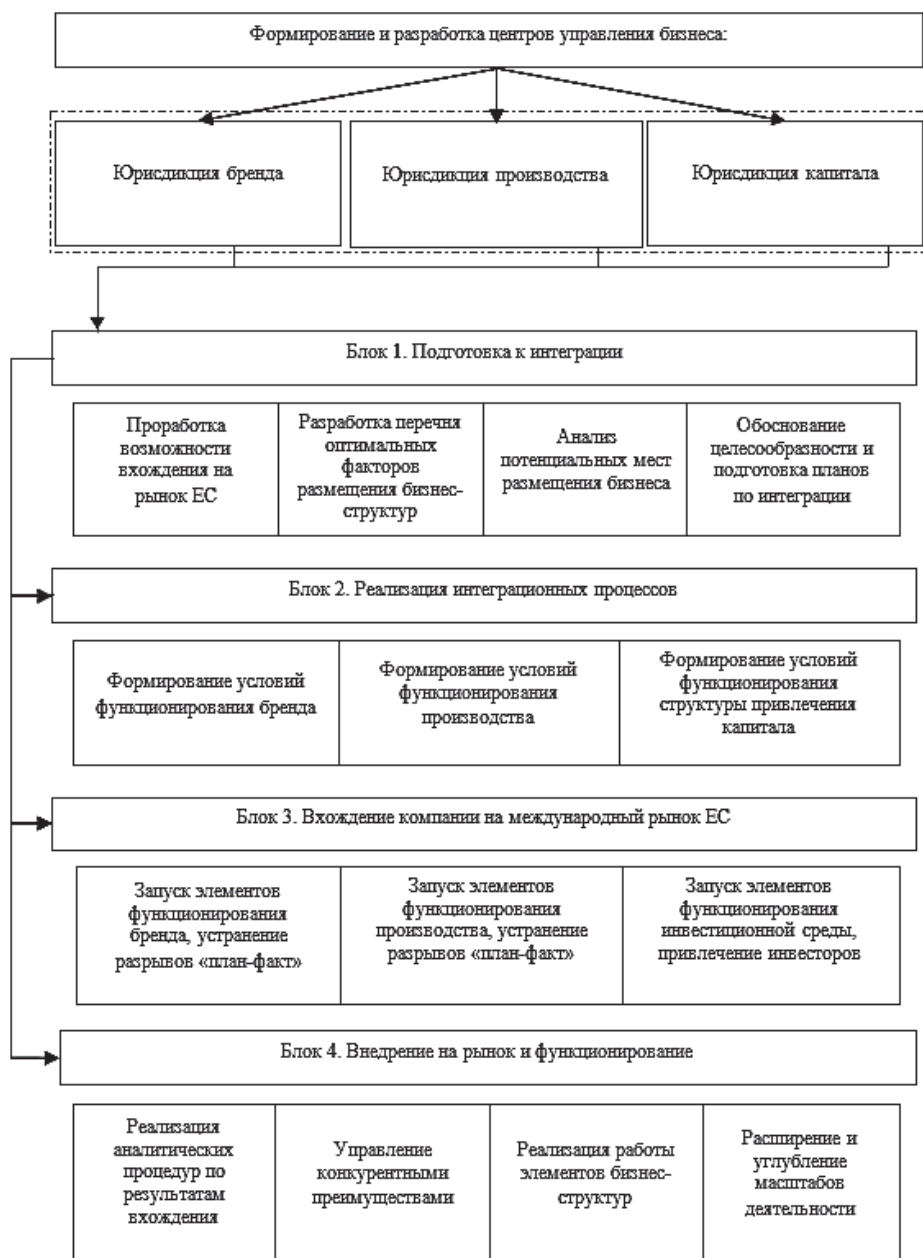 Формирование и разработка центров управления бизнеса:
Юрисдикция бренда
Юрисдикция производства
Юрисдикция капитала
Блок 1. Подготовка к интеграции
Проработка
возможности
вхождения на
рынок ЕС
Разработка перечня
оптимальных
факторов
размещения бизнес-
структур
Анализ
потенциальных мест
размещения бизнеса
Обоснование
целесообразности и
подготовка планов
по интеграции
Блок 2. Реализация интеграционных процессов
Формирование условий
функционирования бренда
Формирование условий
функционирования
производства
Формирование условий
функционирования
структуры привлечения
капитала
Блок 3. Вхождение компании на международный рынок ЕС
Запуск элементов
функционирования
бренда, устранение
разрывов «план-факт»
Запуск элементов
функционирования
производства, устранение
разрывов «план-факт»
Запуск элементов
функционирования
инвестиционной среды,
привлечение инвесторов
Блок 4. Внедрение на рынок и функционирование
Реализация
аналитических
процедур по
результатам
вхождения
Управление
конкурентными
преимуществами
Реализация работы
элементов бизнес-
структур
Расширение и
углубление
масштабов
деятельности